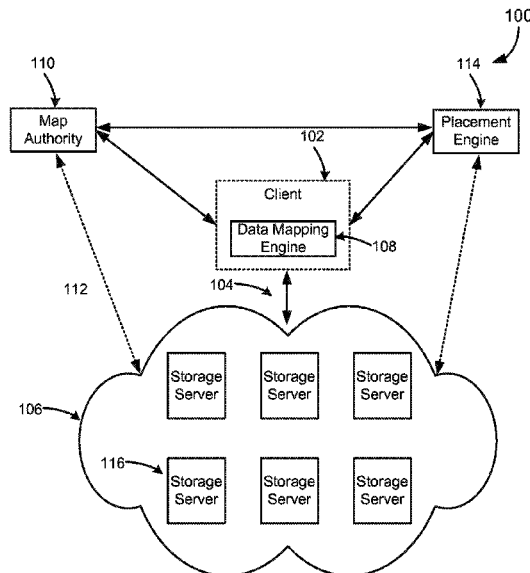 100
110
114
Map
Authority
Placement
Engine
102
Client
Data Mapping
Engine
108
104
112
Storage
Server
Storage
Server
Storage
Server
106
116
Storage
Server
Storage
Server
Storage
Server